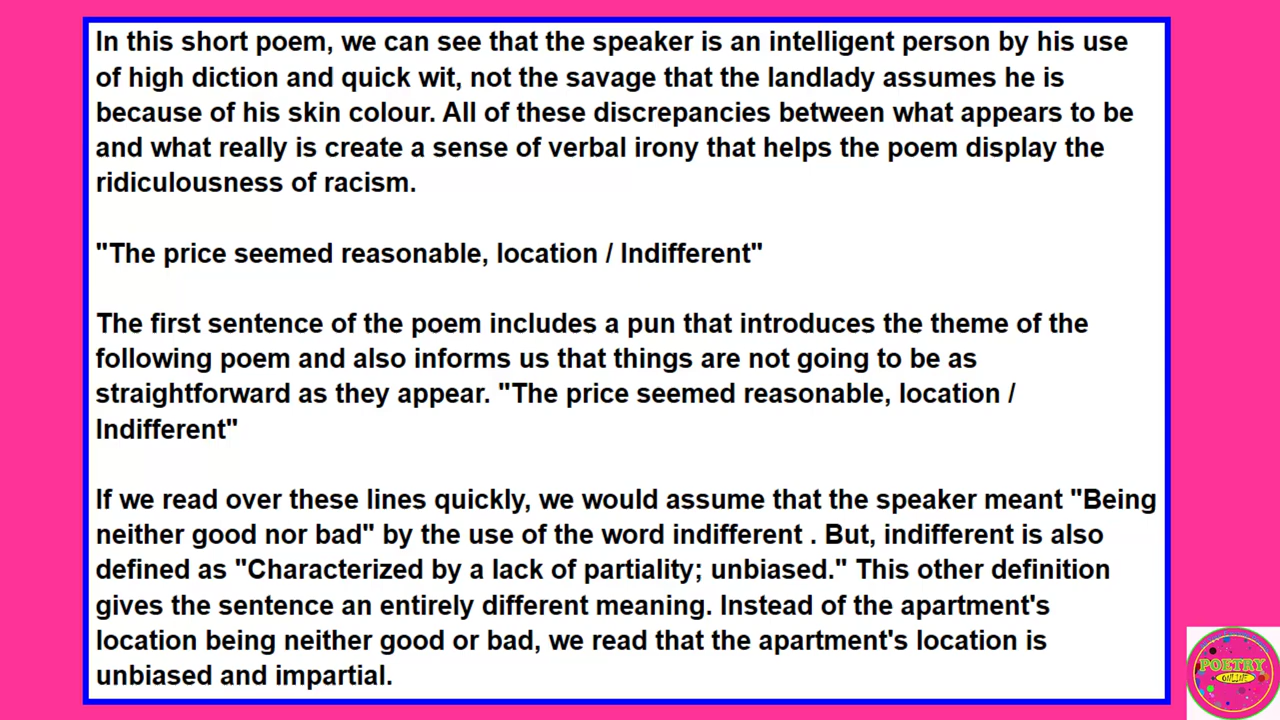 In this short poem, we can see that the speaker is an intelligent person by his use
of high diction and quick wit, not the savage that the landlady assumes he is
because of his skin colour. All of these discrepancies between what appears to be
and what really is create a sense of verbal irony that helps the poem display the
ridiculousness of racism.
"The price seemed reasonable, location / Indifferent"
The first sentence of the poem includes a pun that introduces the theme of the
following poem and also informs us that things are not going to be as
straightforward as they appear. "The price seemed reasonable, location /
Indifferent"
If we read over these lines quickly, we would assume that the speaker meant "Being
neither good nor bad" by the use of the word indifferent . But, indifferent is also
defined as "Characterized by a lack of partiality; unbiased." This other definition
gives the sentence an entirely different meaning. Instead of the apartment's
location being neither good or bad, we read that the apartment's location is
unbiased and impartial.
POETRY
ONLINE